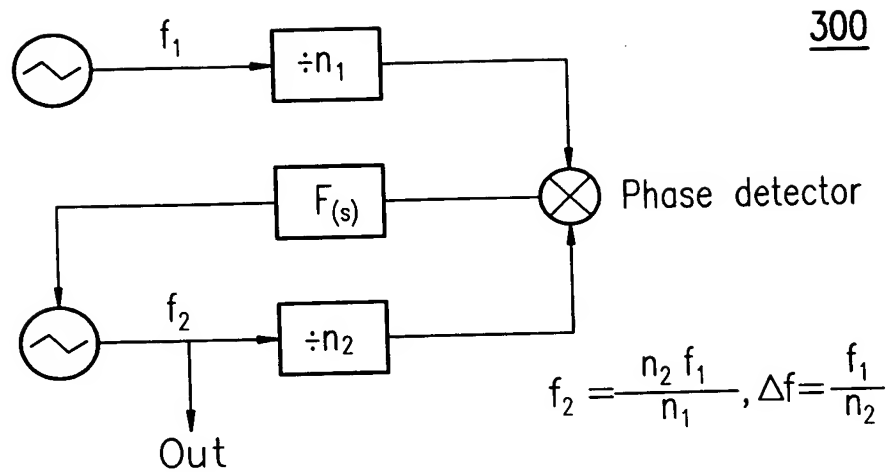 300
f₁
÷n₁
F₍ₛ₎
Phase detector
f₂
÷n₂
f₂ = n₂ f₁ / n₁ , Δf = f₁ / n₂
Out